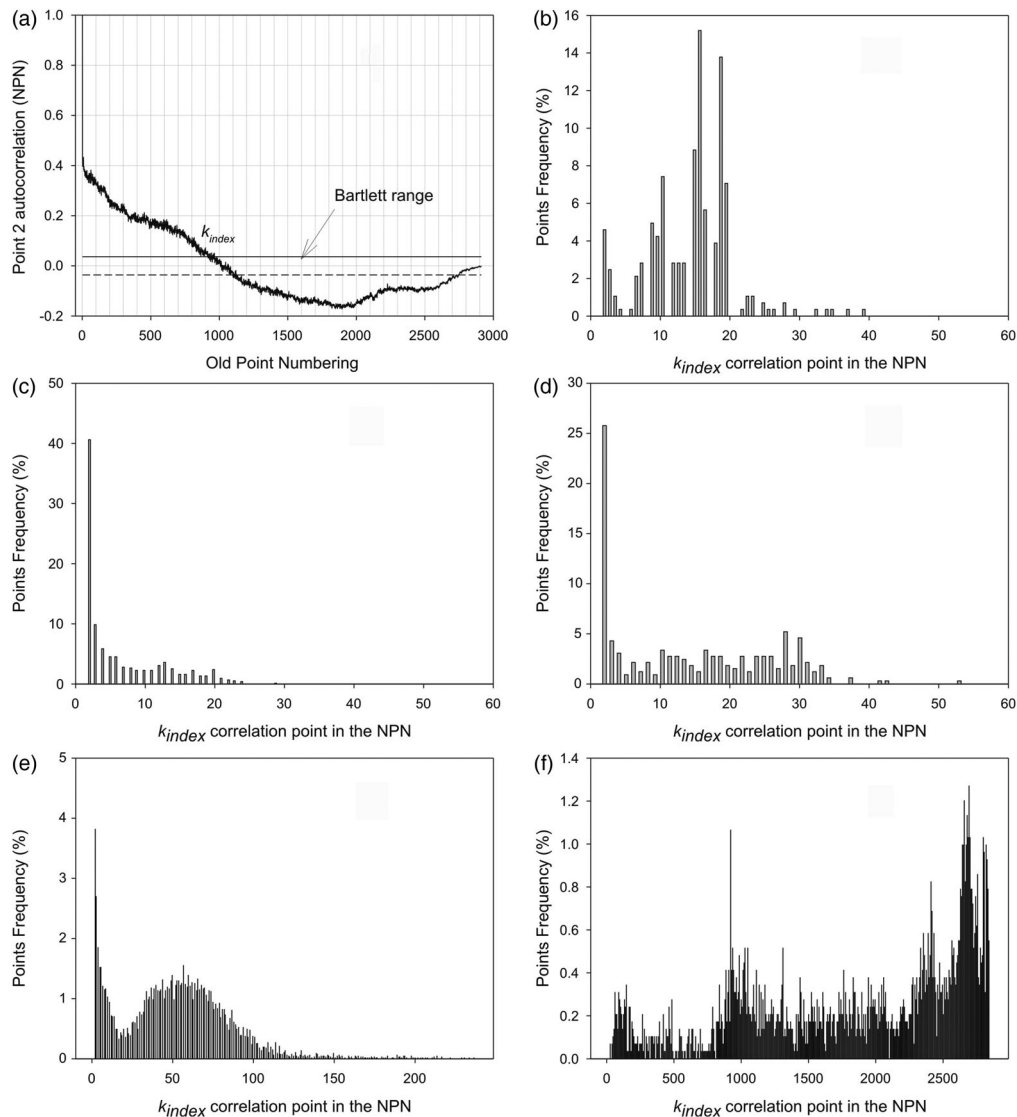 (a)
1.0
0.8
0.6
0.4
0.2
0.0
-0.2
Point 2 autocorrelation (NPN)
Bartlett range
k_index
0 500 1000 1500 2000 2500 3000
Old Point Numbering
(b)
16
14
12
10
8
6
4
2
0
Points Frequency (%)
0 10 20 30 40 50 60
k_index correlation point in the NPN
(c)
50
40
30
20
10
0
Points Frequency (%)
0 10 20 30 40 50 60
k_index correlation point in the NPN
(d)
30
25
20
15
10
5
0
Points Frequency (%)
0 10 20 30 40 50 60
k_index correlation point in the NPN
(e)
5
4
3
2
1
0
Points Frequency (%)
0 50 100 150 200
k_index correlation point in the NPN
(f)
1.4
1.2
1.0
0.8
0.6
0.4
0.2
0.0
Points Frequency (%)
0 500 1000 1500 2000 2500
k_index correlation point in the NPN